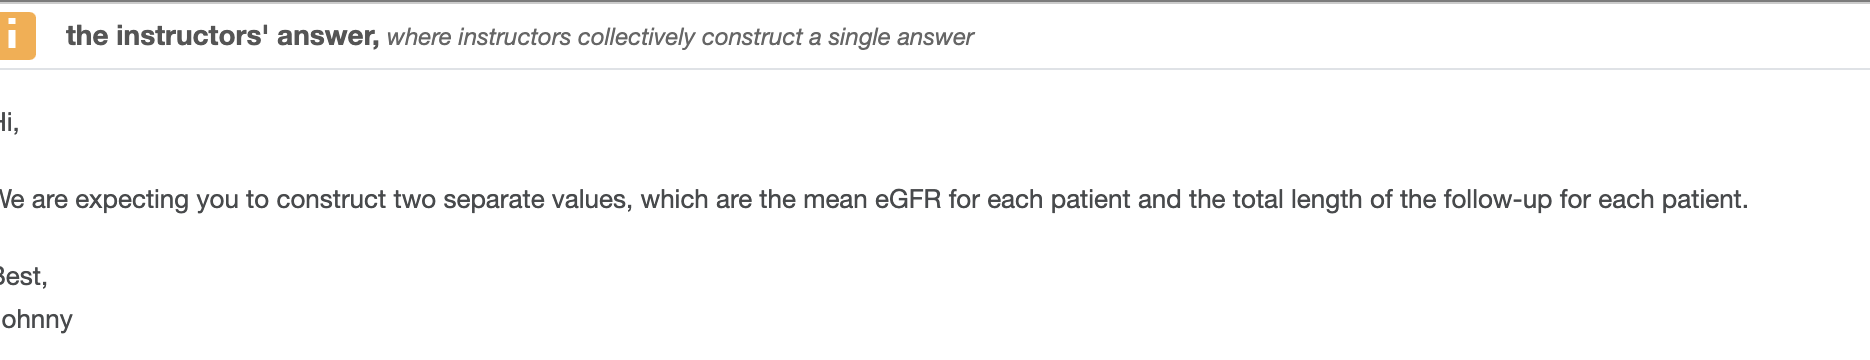 i the instructors' answer, where instructors collectively construct a single answer
Hi,
We are expecting you to construct two separate values, which are the mean eGFR for each patient and the total length of the follow-up for each patient.
Best,
Johnny